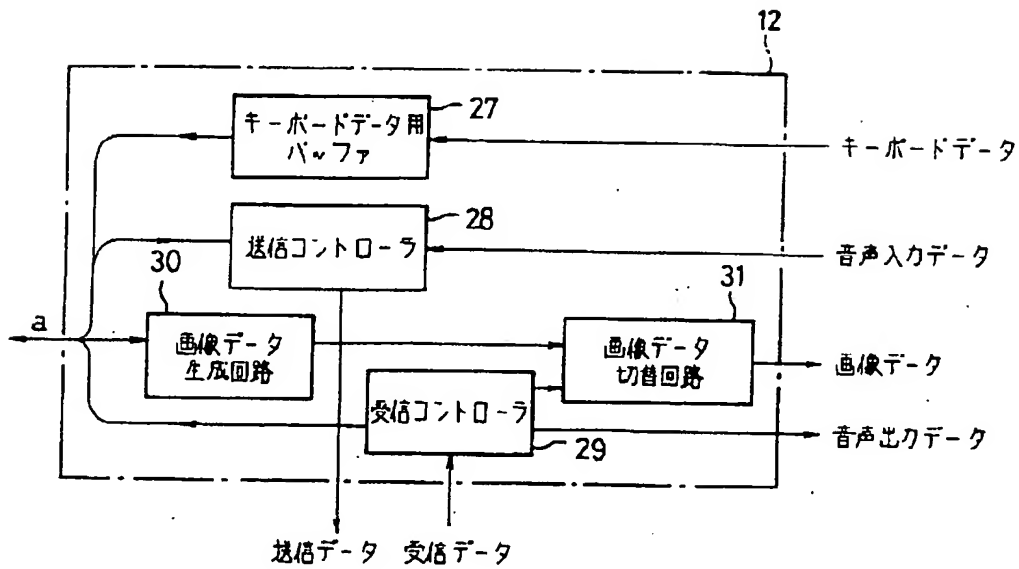 12
キーボードデータ用
バッファ
27
キーボードデータ
送信コントローラ
28
音声入力データ
30
31
a
画像データ
生成回路
画像データ
切替回路
画像データ
受信コントローラ
29
音声出力データ
送信データ
受信データ